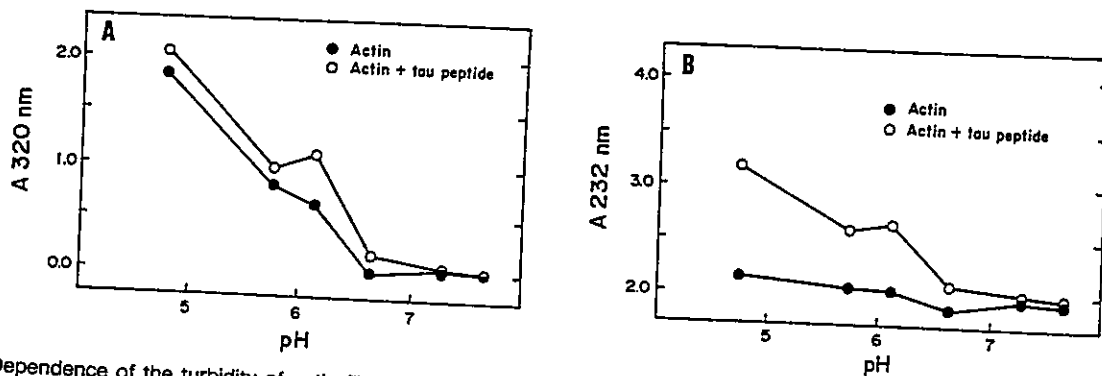 A
● Actin
○ Actin + tau peptide
2.0
1.0
0.0
A 320 nm
5 6 7
pH
B
● Actin
○ Actin + tau peptide
4.0
3.0
2.0
A 232 nm
5 6 7
pH
Dependence of the turbidity of